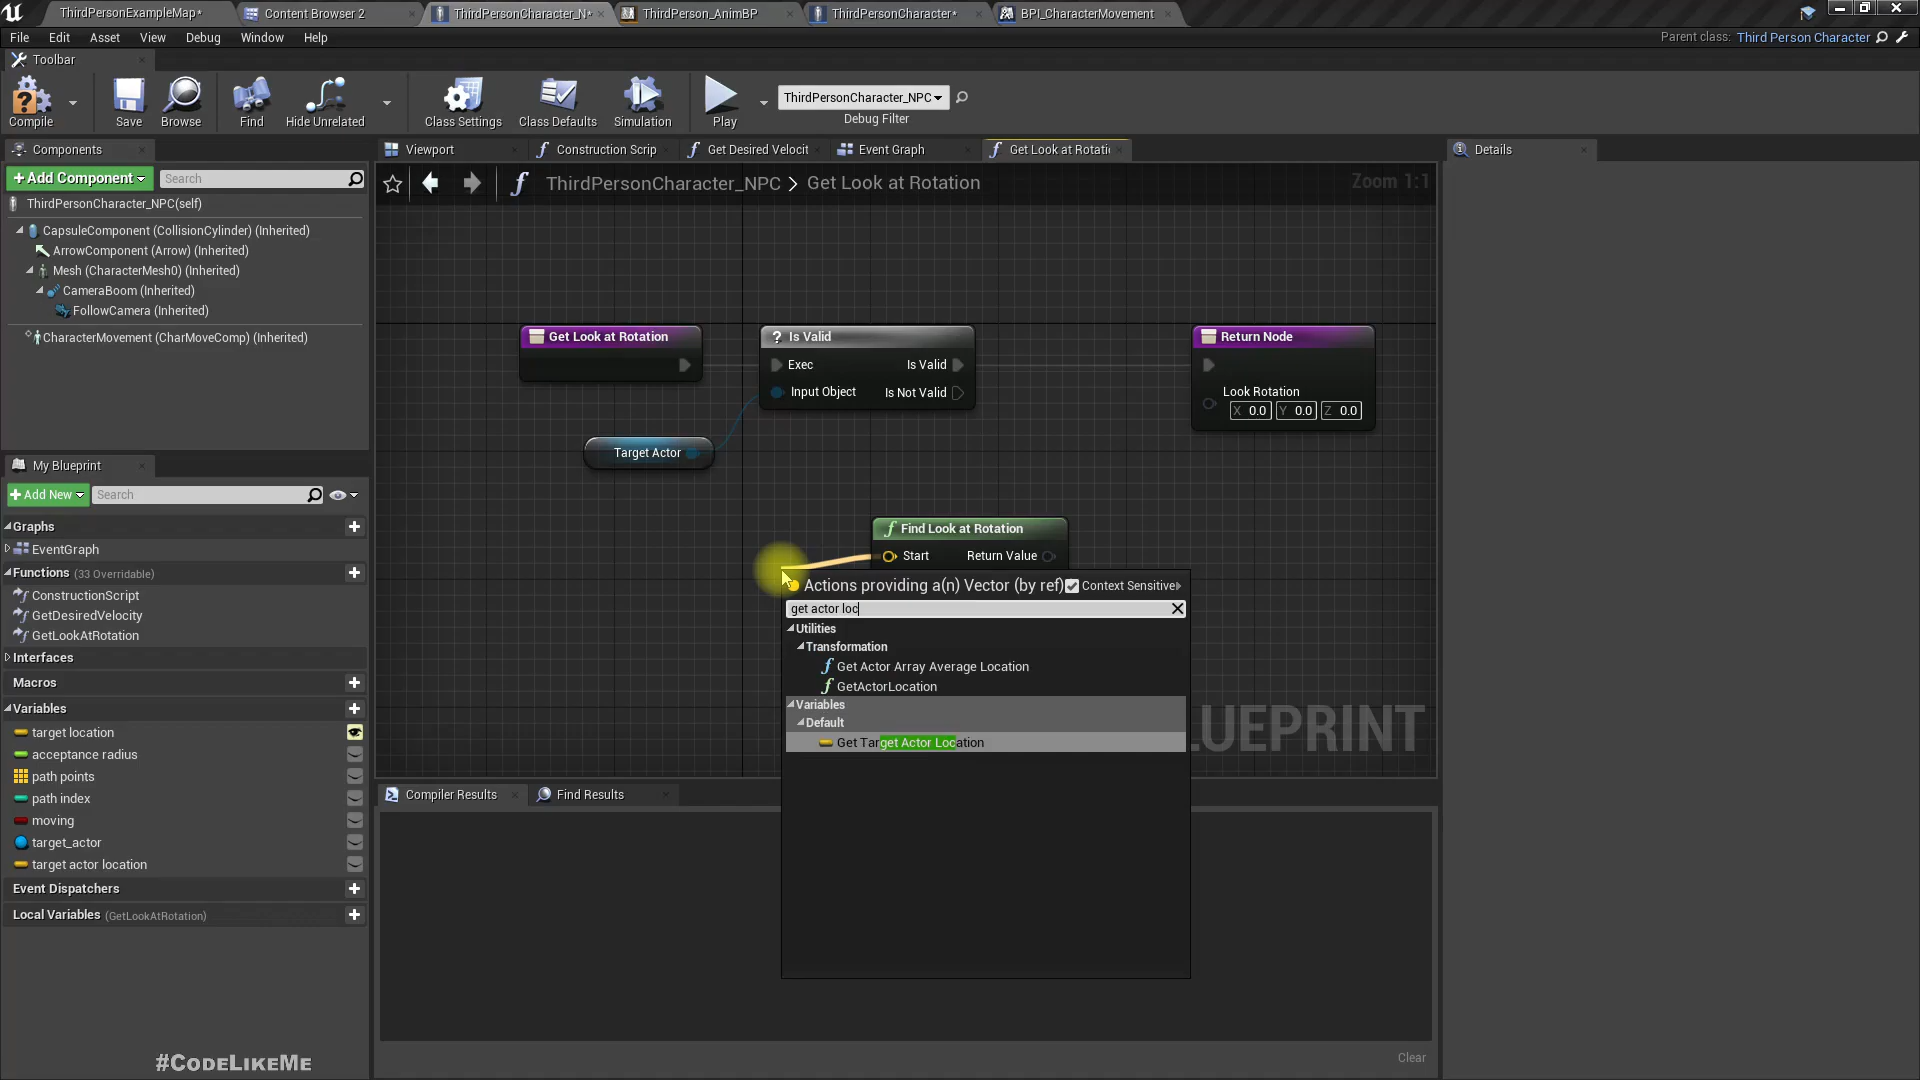 ThirdPersonExampleMap*
Content Browser 2
ThirdPersonCharacter_N*
ThirdPerson_AnimBP
ThirdPersonCharacter*
BPI_CharacterMovement
File Edit Asset View Debug Window Help
Parent class: Third Person Character
Toolbar
Compile
Save
Browse
Find
Hide Unrelated
Class Settings
Class Defaults
Simulation
Play
ThirdPersonCharacter_NPC
Debug Filter
Components
+Add Component
Search
ThirdPersonCharacter_NPC(self)
CapsuleComponent (CollisionCylinder) (Inherited)
ArrowComponent (Arrow) (Inherited)
Mesh (CharacterMesh0) (Inherited)
CameraBoom (Inherited)
FollowCamera (Inherited)
CharacterMovement (CharMoveComp) (Inherited)
My Blueprint
+Add New
Search
Graphs
EventGraph
Functions (33 Overridable)
ConstructionScript
GetDesiredVelocity
GetLookAtRotation
Interfaces
Macros
Variables
target location
acceptance radius
path points
path index
moving
target_actor
target actor location
Event Dispatchers
Local Variables (GetLookAtRotation)
#CodeLikeMe
Viewport
Construction Scrip
Get Desired Velocit
Event Graph
Get Look at Rotati
ThirdPersonCharacter_NPC > Get Look at Rotation
Zoom 1:1
Get Look at Rotation
? Is Valid
Exec
Is Valid
Input Object
Is Not Valid
Target Actor
Return Node
Look Rotation
X 0.0 Y 0.0 Z 0.0
Find Look at Rotation
Start
Return Value
Actions providing a(n) Vector (by ref)
Context Sensitive
get actor loc
Utilities
Transformation
Get Actor Array Average Location
GetActorLocation
Variables
Default
Get Target Actor Location
LUEPRINT
Compiler Results
Find Results
Clear
Details